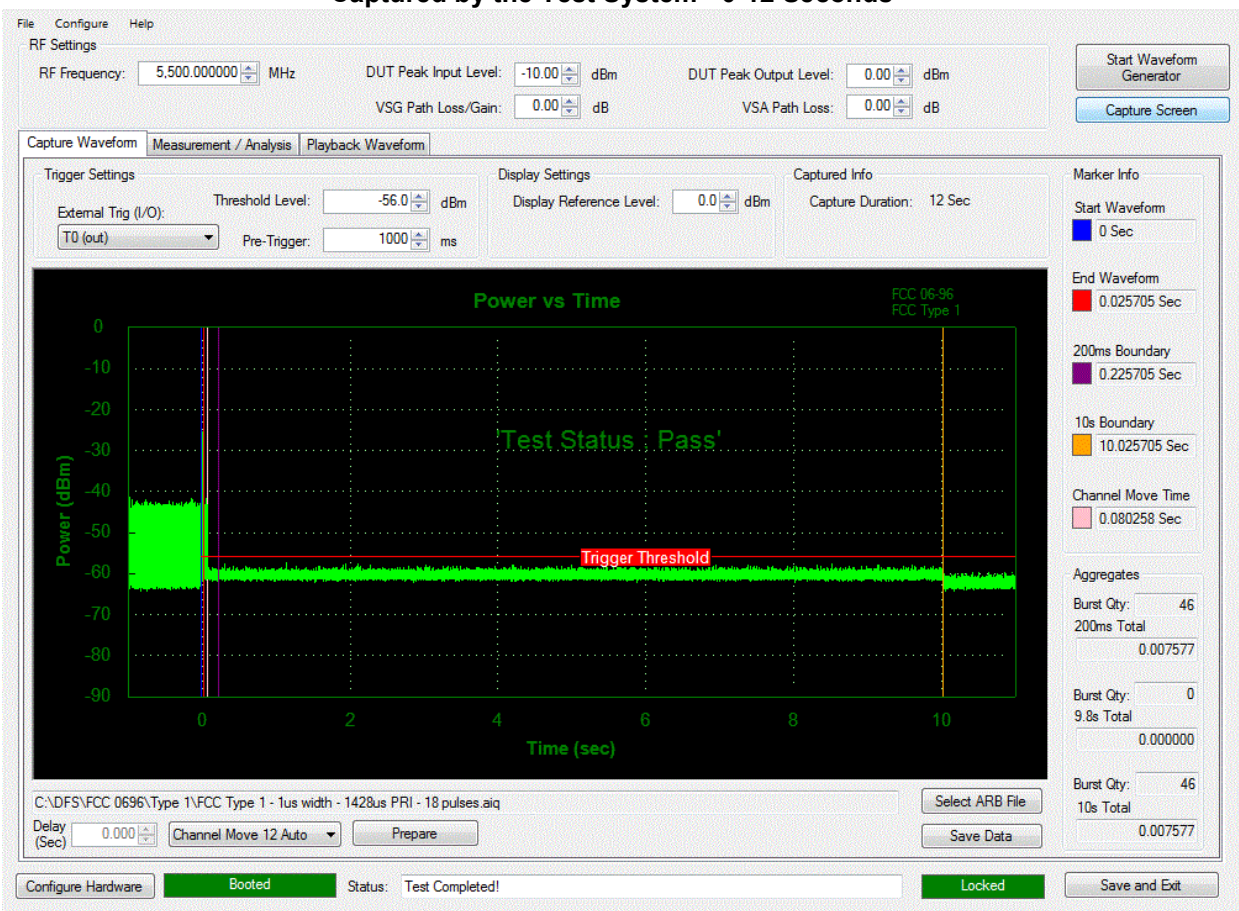 File Configure Help
RF Settings
RF Frequency: 5,500.000000 MHz DUT Peak Input Level: -10.00 dBm DUT Peak Output Level: 0.00 dBm
VSG Path Loss/Gain: 0.00 dB VSA Path Loss: 0.00 dB
Start Waveform
Generator
Capture Screen
Capture Waveform Measurement / Analysis Playback Waveform
Trigger Settings
Threshold Level: -56.0 dBm
External Trig (I/O):
T0 (out) Pre-Trigger: 1000 ms
Display Settings
Display Reference Level: 0.0 dBm
Captured Info
Capture Duration: 12 Sec
Power vs Time
FCC 06-96
FCC Type 1
0
-10
-20
-30
-40
-50
-60
-70
-80
-90
Power (dBm)
'Test Status : Pass'
Trigger Threshold
0 2 4 6 8 10
Time (sec)
Marker Info
Start Waveform
0 Sec
End Waveform
0.025705 Sec
200ms Boundary
0.225705 Sec
10s Boundary
10.025705 Sec
Channel Move Time
0.080258 Sec
Aggregates
Burst Qty: 46
200ms Total
0.007577
Burst Qty: 0
9.8s Total
0.000000
Burst Qty: 46
10s Total
0.007577
C:\DFS\FCC 0696\Type 1\FCC Type 1 - 1us width - 1428us PRI - 18 pulses.aiq Select ARB File
Delay
(Sec) 0.000 Channel Move 12 Auto Prepare Save Data
Configure Hardware Booted Status: Test Completed! Locked Save and Exit